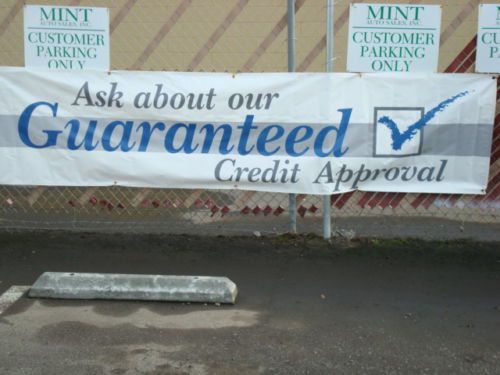 MINT
AUTO SALES, INC.
CUSTOMER
PARKING
ONLY
MINT
AUTO SALES, INC.
CUSTOMER
PARKING
ONLY
Ask about our
Guaranteed
Credit Approval